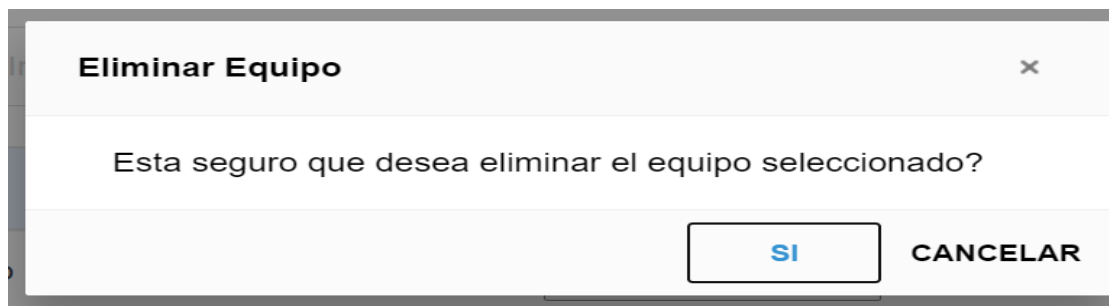 Eliminar Equipo ×
Esta seguro que desea eliminar el equipo seleccionado?
SI CANCELAR